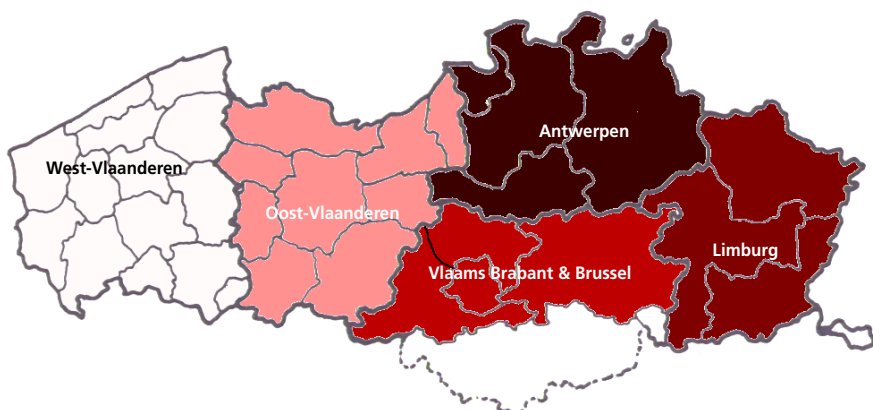 Antwerpen
West-Vlaanderen
Oost-Vlaanderen
Limburg
Vlaams Brabant & Brussel